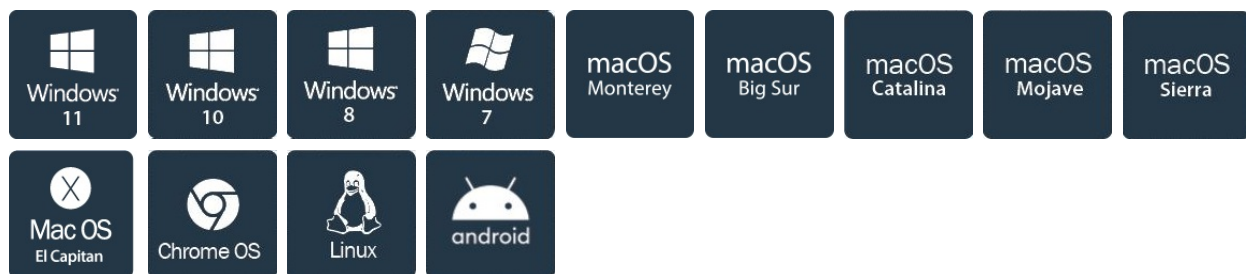 Windows
11
Windows
10
Windows
8
Windows
7
macOS
Monterey
macOS
Big Sur
macOS
Catalina
macOS
Mojave
macOS
Sierra
X
Mac OS
El Capitan
Chrome OS
Linux
android